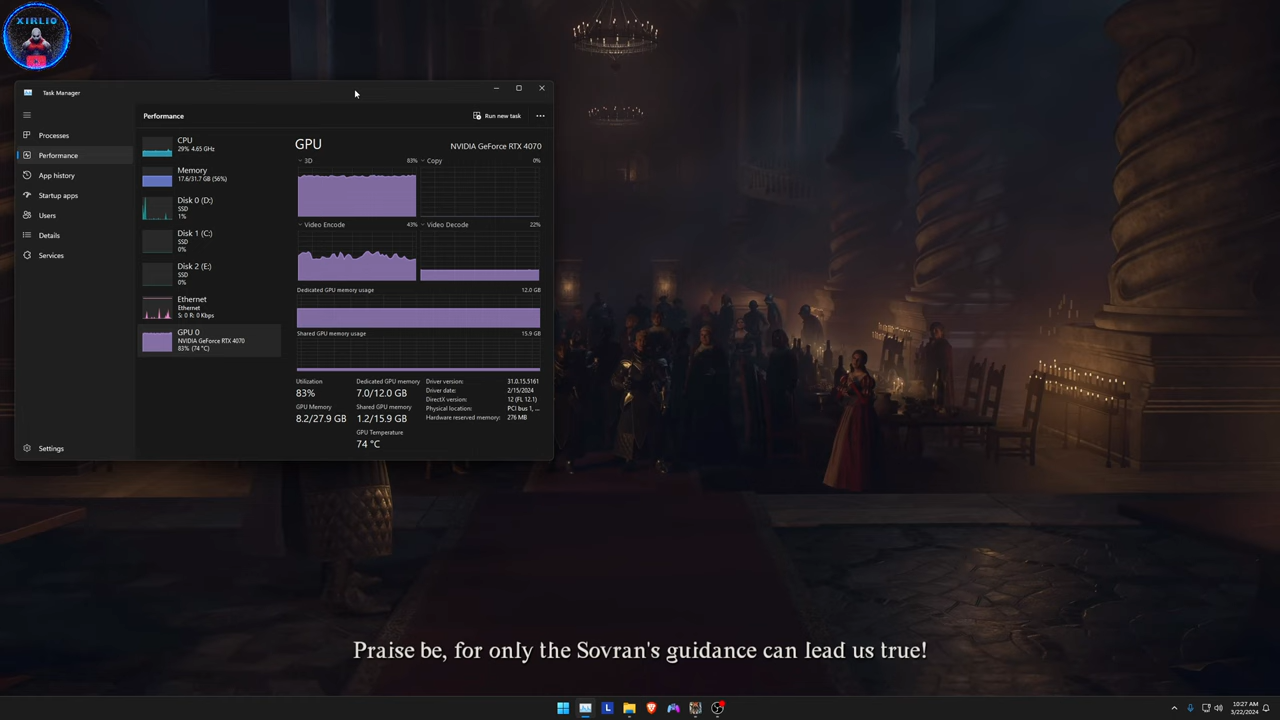 XIRLIO
Task Manager
Performance
Run new task
Processes
Performance
App history
Startup apps
Users
Details
Services
Settings
CPU
29% 4.65 GHz
Memory
17.6/31.7 GB (56%)
Disk 0 (D:)
SSD
1%
Disk 1 (C:)
SSD
0%
Disk 2 (E:)
SSD
0%
Ethernet
Ethernet
S: 0 R: 0 Kbps
GPU 0
NVIDIA GeForce RTX 4070
83% (74 °C)
GPU NVIDIA GeForce RTX 4070
3D 83% Copy 0%
Video Encode 43% Video Decode 22%
Dedicated GPU memory usage 12.0 GB
Shared GPU memory usage 15.9 GB
Utilization
83%
Dedicated GPU memory
7.0/12.0 GB
GPU Memory
8.2/27.9 GB
Shared GPU memory
1.2/15.9 GB
GPU Temperature
74 °C
Driver version: 31.0.15.5161
Driver date: 2/15/2024
DirectX version: 12 (FL 12.1)
Physical location: PCI bus 1, ...
Hardware reserved memory: 276 MB
Praise be, for only the Sovran's guidance can lead us true!
L
10:27 AM
3/22/2024